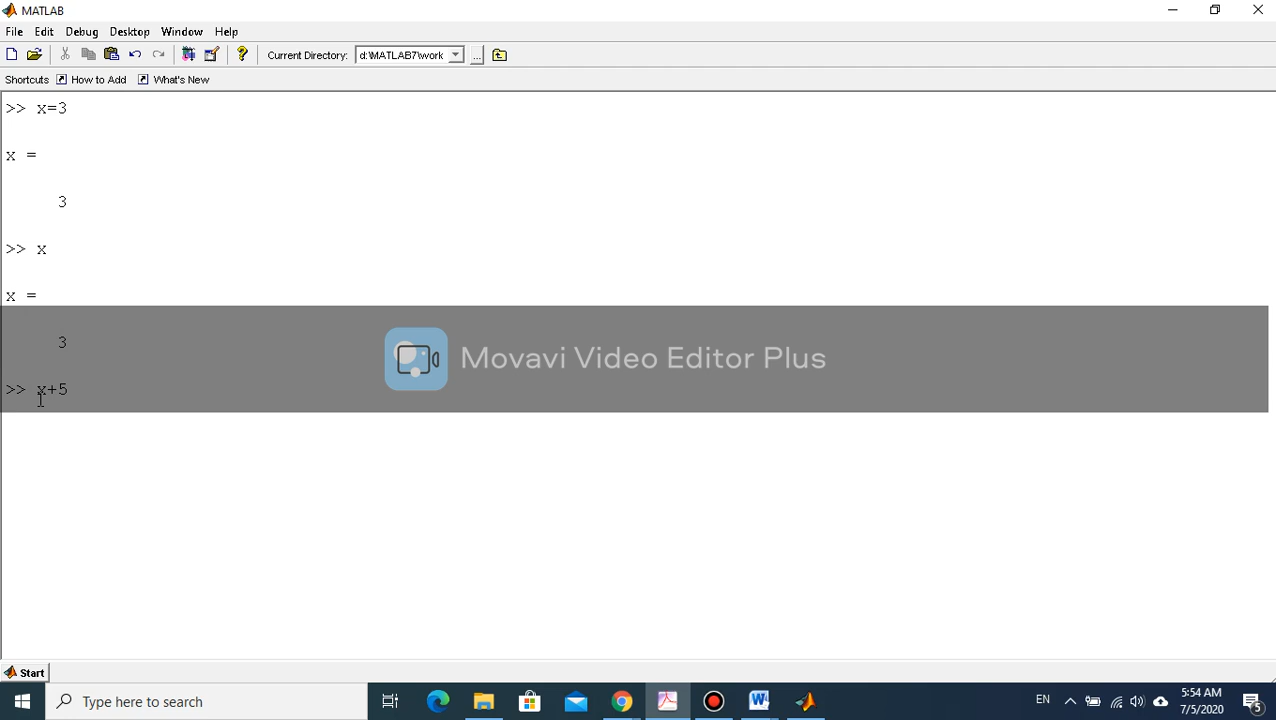 MATLAB
File Edit Debug Desktop Window Help
Current Directory: d:\MATLAB7\work ...
Shortcuts How to Add What's New
>> x=3
x =
3
>> x
x =
3
Movavi Video Editor Plus
>> x+5
Start
Type here to search
EN
5:54 AM
7/5/2020
5